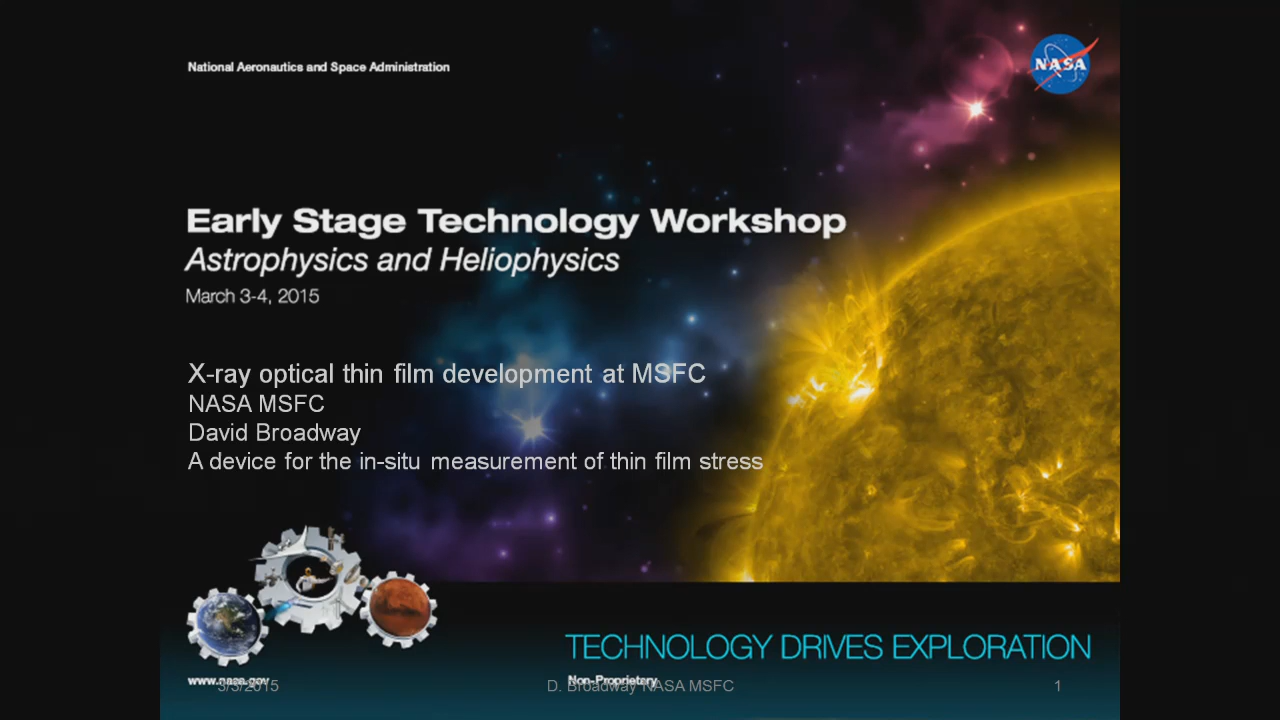 National Aeronautics and Space Administration
NASA
Early Stage Technology Workshop
Astrophysics and Heliophysics
March 3-4, 2015
X-ray optical thin film development at MSFC
NASA MSFC
David Broadway
A device for the in-situ measurement of thin film stress
TECHNOLOGY DRIVES EXPLORATION
www.nasa.gov
Non-Proprietary
3/3/2015
D. Broadway NASA MSFC
1